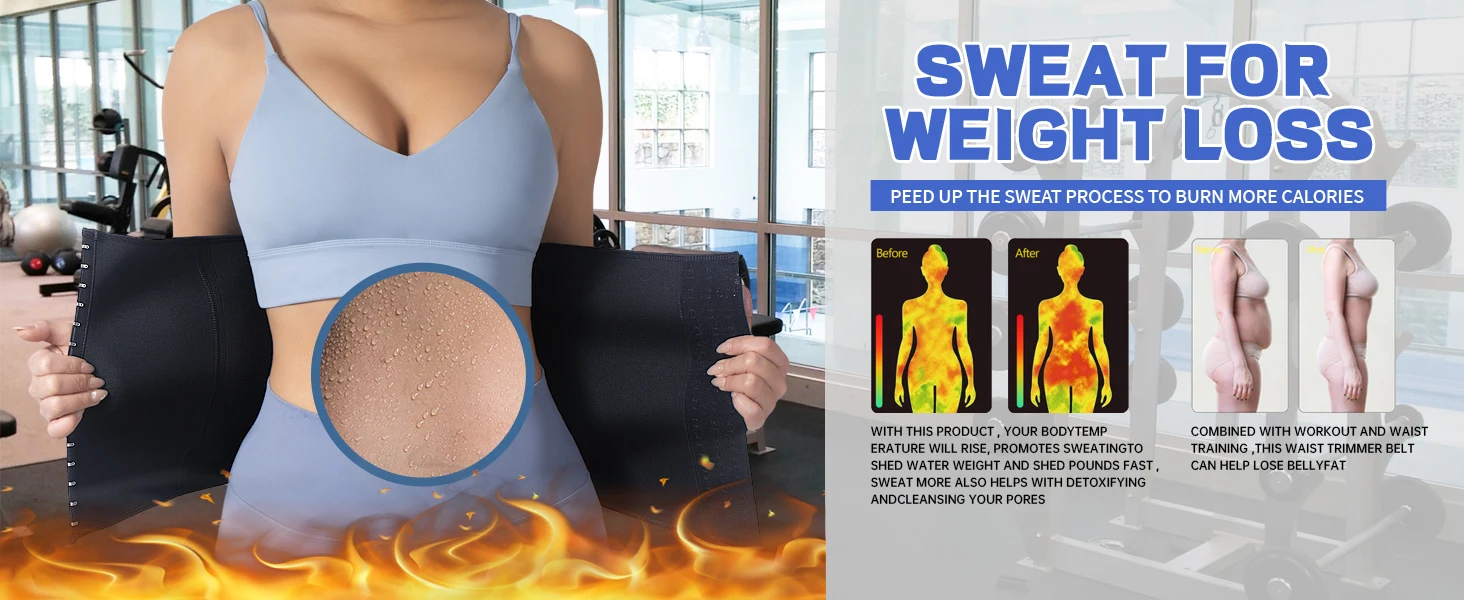 SWEAT FOR
WEIGHT LOSS
PEED UP THE SWEAT PROCESS TO BURN MORE CALORIES
Before
After
WITH THIS PRODUCT , YOUR BODYTEMP
ERATURE WILL RISE, PROMOTES SWEATINGTO
SHED WATER WEIGHT AND SHED POUNDS FAST ,
SWEAT MORE ALSO HELPS WITH DETOXIFYING
ANDCLEANSING YOUR PORES
COMBINED WITH WORKOUT AND WAIST
TRAINING ,THIS WAIST TRIMMER BELT
CAN HELP LOSE BELLYFAT